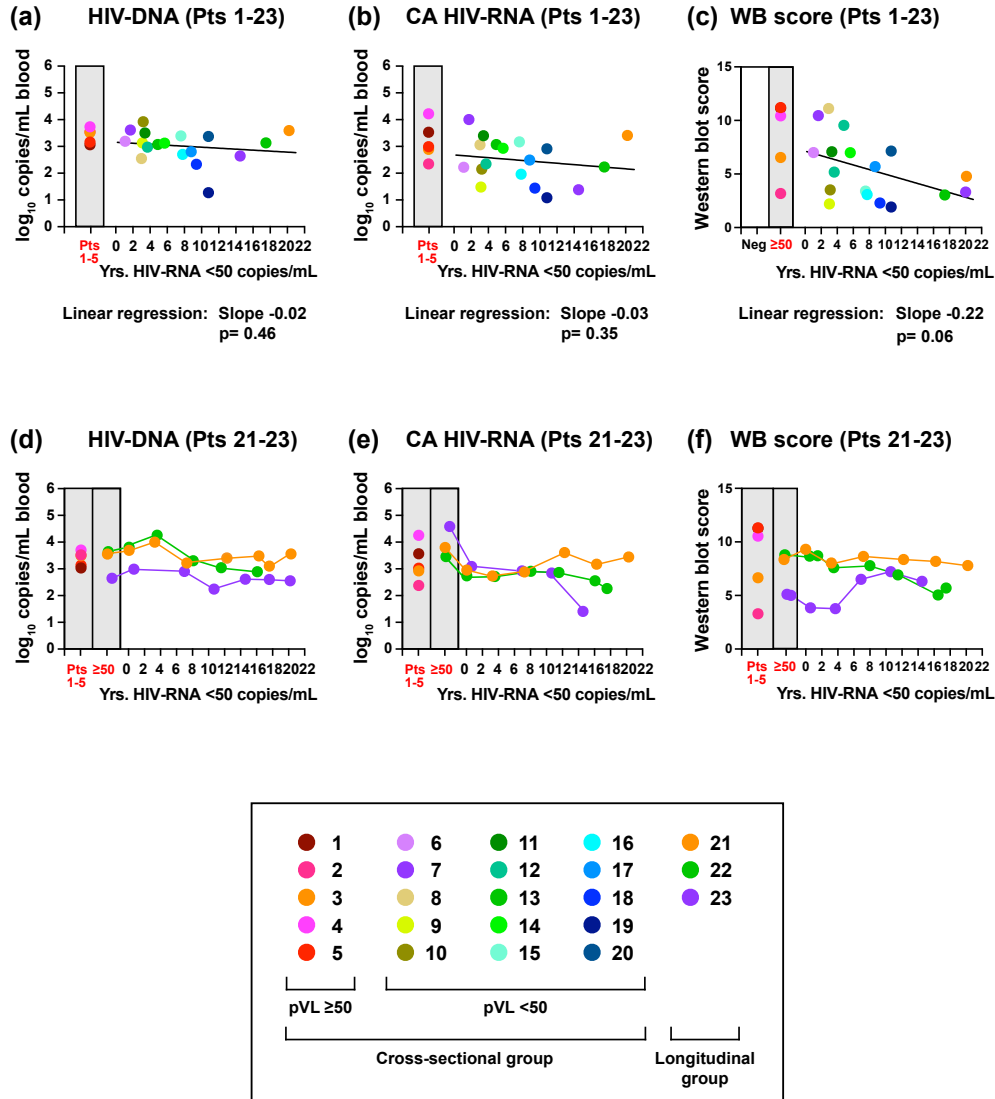 (a) HIV-DNA (Pts 1-23)
log10 copies/mL blood
6
5
4
3
2
1
0
Pts
1-5
0 2 4 6 8 10 12 14 16 18 20 22
Yrs. HIV-RNA <50 copies/mL
Linear regression: Slope -0.02
p= 0.46
(b) CA HIV-RNA (Pts 1-23)
log10 copies/mL blood
6
5
4
3
2
1
0
Pts
1-5
0 2 4 6 8 10 12 14 16 18 20 22
Yrs. HIV-RNA <50 copies/mL
Linear regression: Slope -0.03
p= 0.35
(c) WB score (Pts 1-23)
Western blot score
15
10
5
0
Neg ≥50
0 2 4 6 8 10 12 14 16 18 20 22
Yrs. HIV-RNA <50 copies/mL
Linear regression: Slope -0.22
p= 0.06
(d) HIV-DNA (Pts 21-23)
log10 copies/mL blood
6
5
4
3
2
1
0
Pts ≥50
1-5
0 2 4 6 8 10 12 14 16 18 20 22
Yrs. HIV-RNA <50 copies/mL
(e) CA HIV-RNA (Pts 21-23)
log10 copies/mL blood
6
5
4
3
2
1
0
Pts ≥50
1-5
0 2 4 6 8 10 12 14 16 18 20 22
Yrs. HIV-RNA <50 copies/mL
(f) WB score (Pts 21-23)
Western blot score
15
10
5
0
Pts ≥50
1-5
0 2 4 6 8 10 12 14 16 18 20 22
Yrs. HIV-RNA <50 copies/mL
1 6 11 16 21
2 7 12 17 22
3 8 13 18 23
4 9 14 19
5 10 15 20
pVL ≥50 pVL <50
Cross-sectional group Longitudinal
group